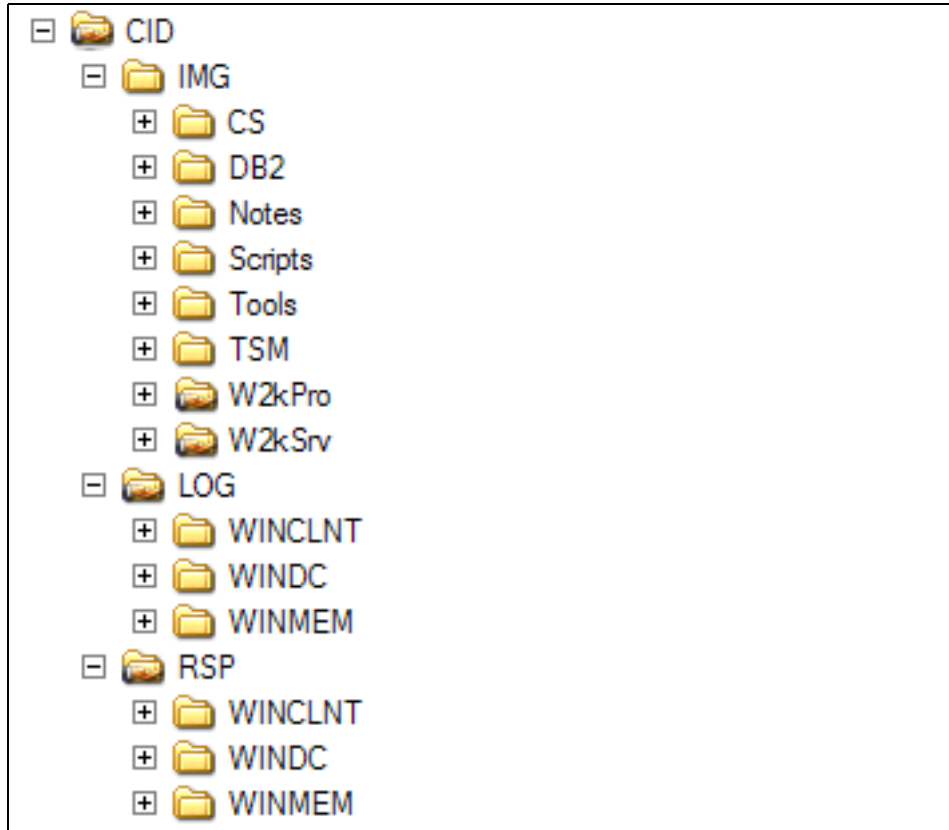 CID
IMG
CS
DB2
Notes
Scripts
Tools
TSM
W2kPro
W2kSrv
LOG
WINCLNT
WINDC
WINMEM
RSP
WINCLNT
WINDC
WINMEM